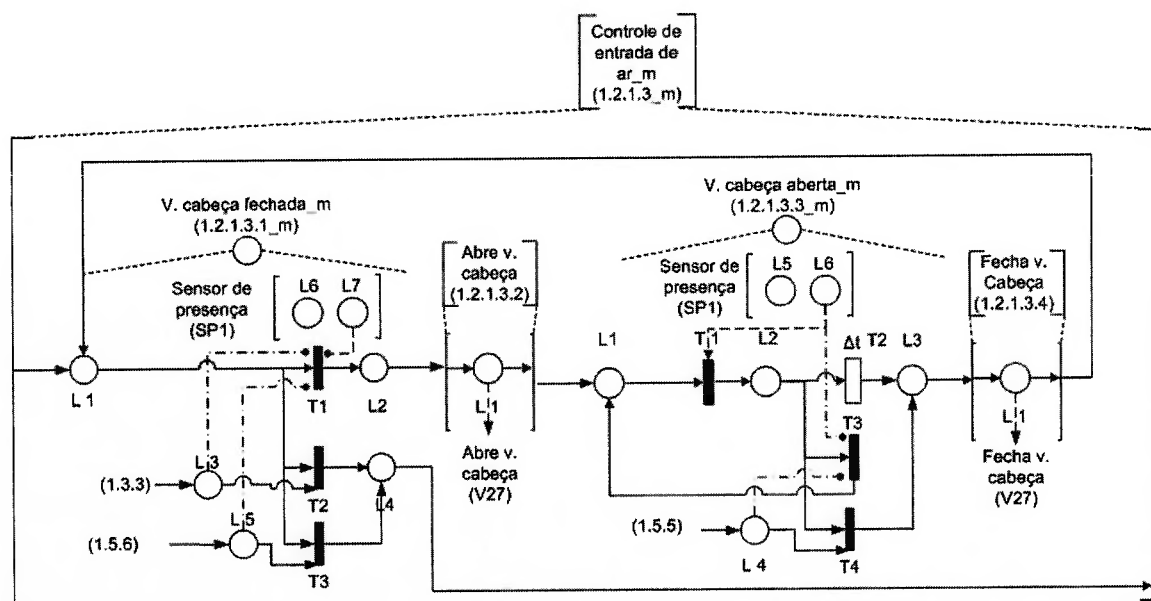 Controle de
entrada de
ar_m
(1.2.1.3_m)
V. cabeça fechada_m
(1.2.1.3.1_m)
V. cabeça aberta_m
(1.2.1.3.3_m)
Sensor de
presença
(SP1)
L6
L7
Abre v.
cabeça
(1.2.1.3.2)
Sensor de
presença
(SP1)
L5
L6
Fecha v.
Cabeça
(1.2.1.3.4)
L 1
T1
L2
L 1
Abre v.
cabeça
(V27)
L1
T 1
L2
Δt
T2
L3
T3
L 1
Fecha v.
cabeça
(V27)
(1.3.3)
L 3
T2
L4
(1.5.6)
L 5
T3
(1.5.5)
L 4
T4